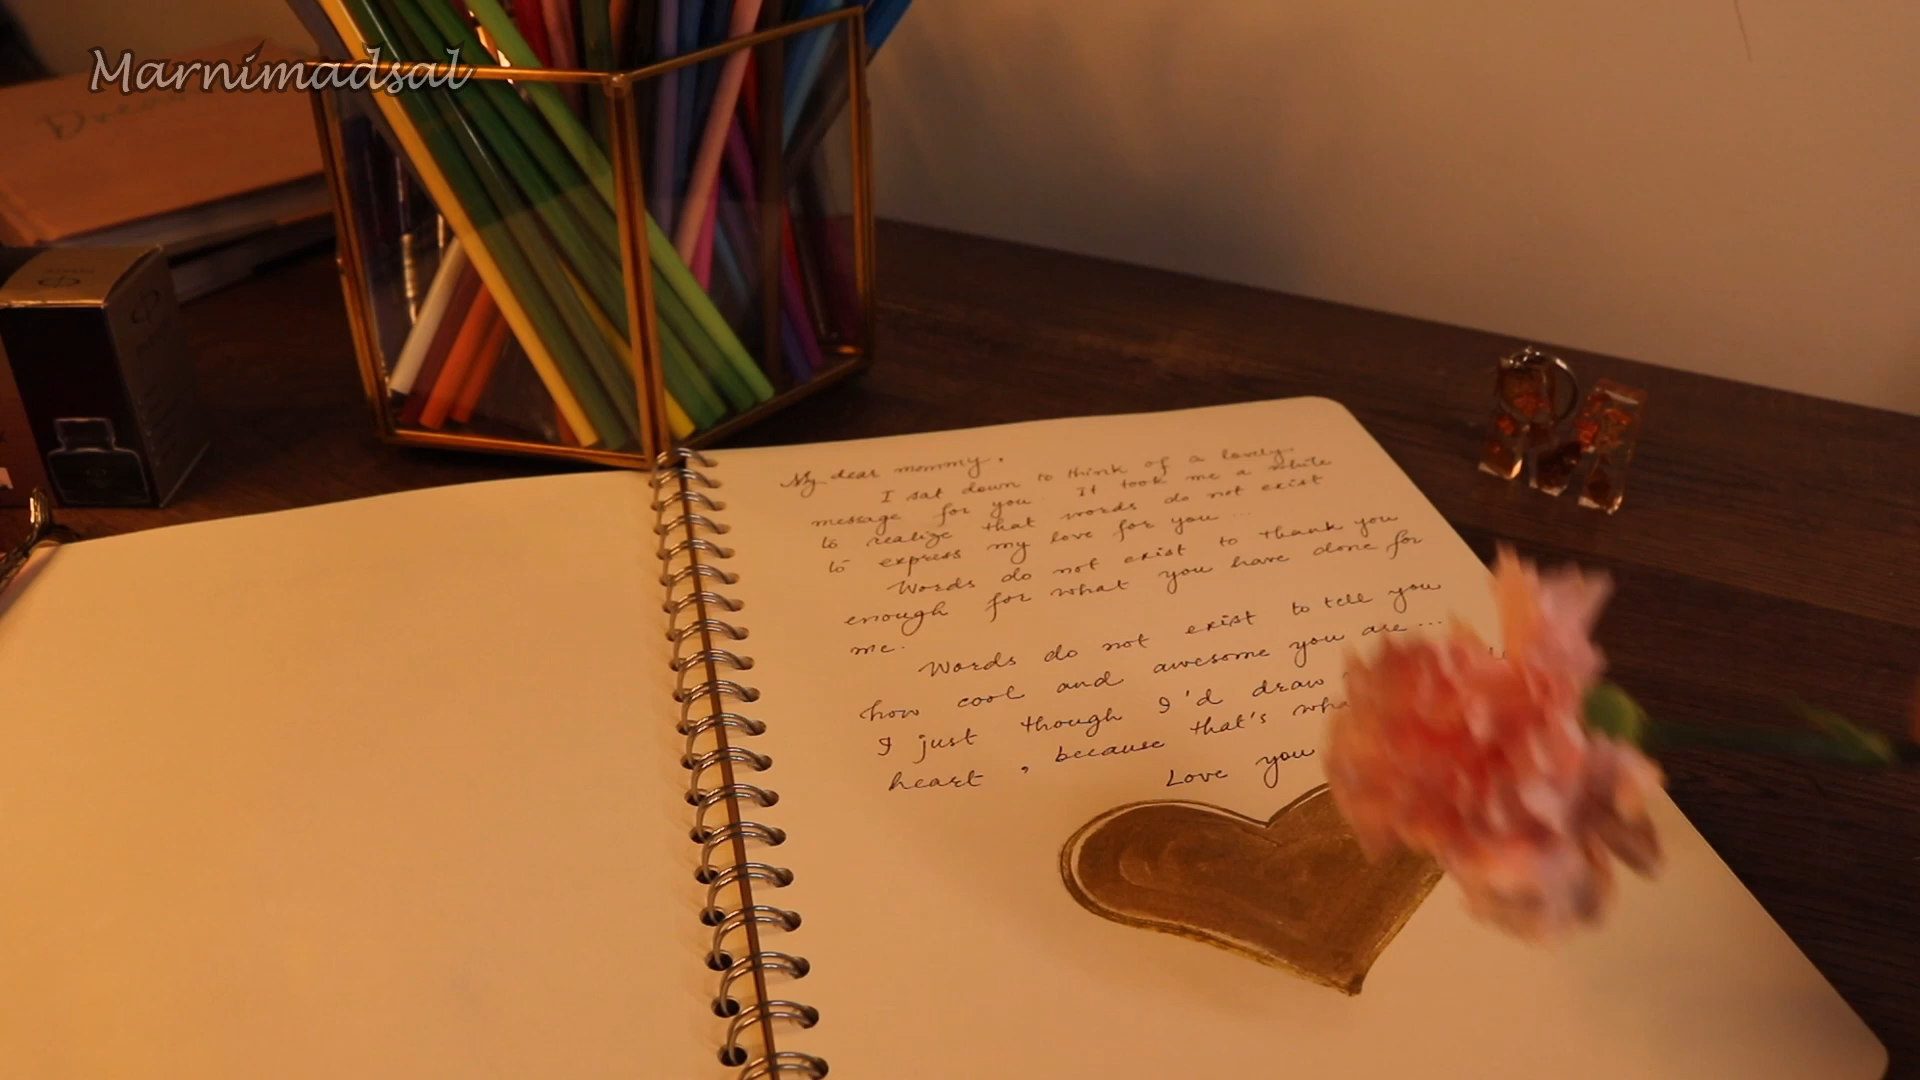 Marnimadsal
My dear mommy,
I sat down to think of a lovely
message for you. It took me a while
to realize that words do not exist
to express my love for you ...
Words do not exist to thank you
enough for what you have done for
me.
Words do not exist to tell you
how cool and awesome you are ...
I just though I'd draw
heart, because that's
Love you